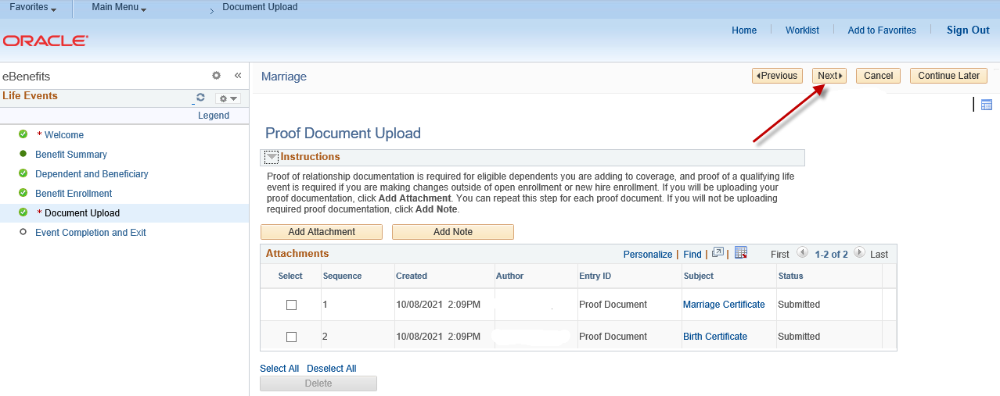 Favorites Main Menu > Document Upload
ORACLE
Home Worklist Add to Favorites Sign Out
eBenefits «
Life Events
Legend
* Welcome
Benefit Summary
Dependent and Beneficiary
Benefit Enrollment
* Document Upload
Event Completion and Exit
Marriage
Previous Next Cancel Continue Later
Proof Document Upload
Instructions
Proof of relationship documentation is required for eligible dependents you are adding to coverage, and proof of a qualifying life
event is required if you are making changes outside of open enrollment or new hire enrollment. If you will be uploading your
proof documentation, click Add Attachment. You can repeat this step for each proof document. If you will not be uploading
required proof documentation, click Add Note.
Add Attachment Add Note
Attachments Personalize | Find | | First 1-2 of 2 Last
Select Sequence Created Author Entry ID Subject Status
1 10/08/2021 2:09PM Proof Document Marriage Certificate Submitted
2 10/08/2021 2:09PM Proof Document Birth Certificate Submitted
Select All Deselect All
Delete